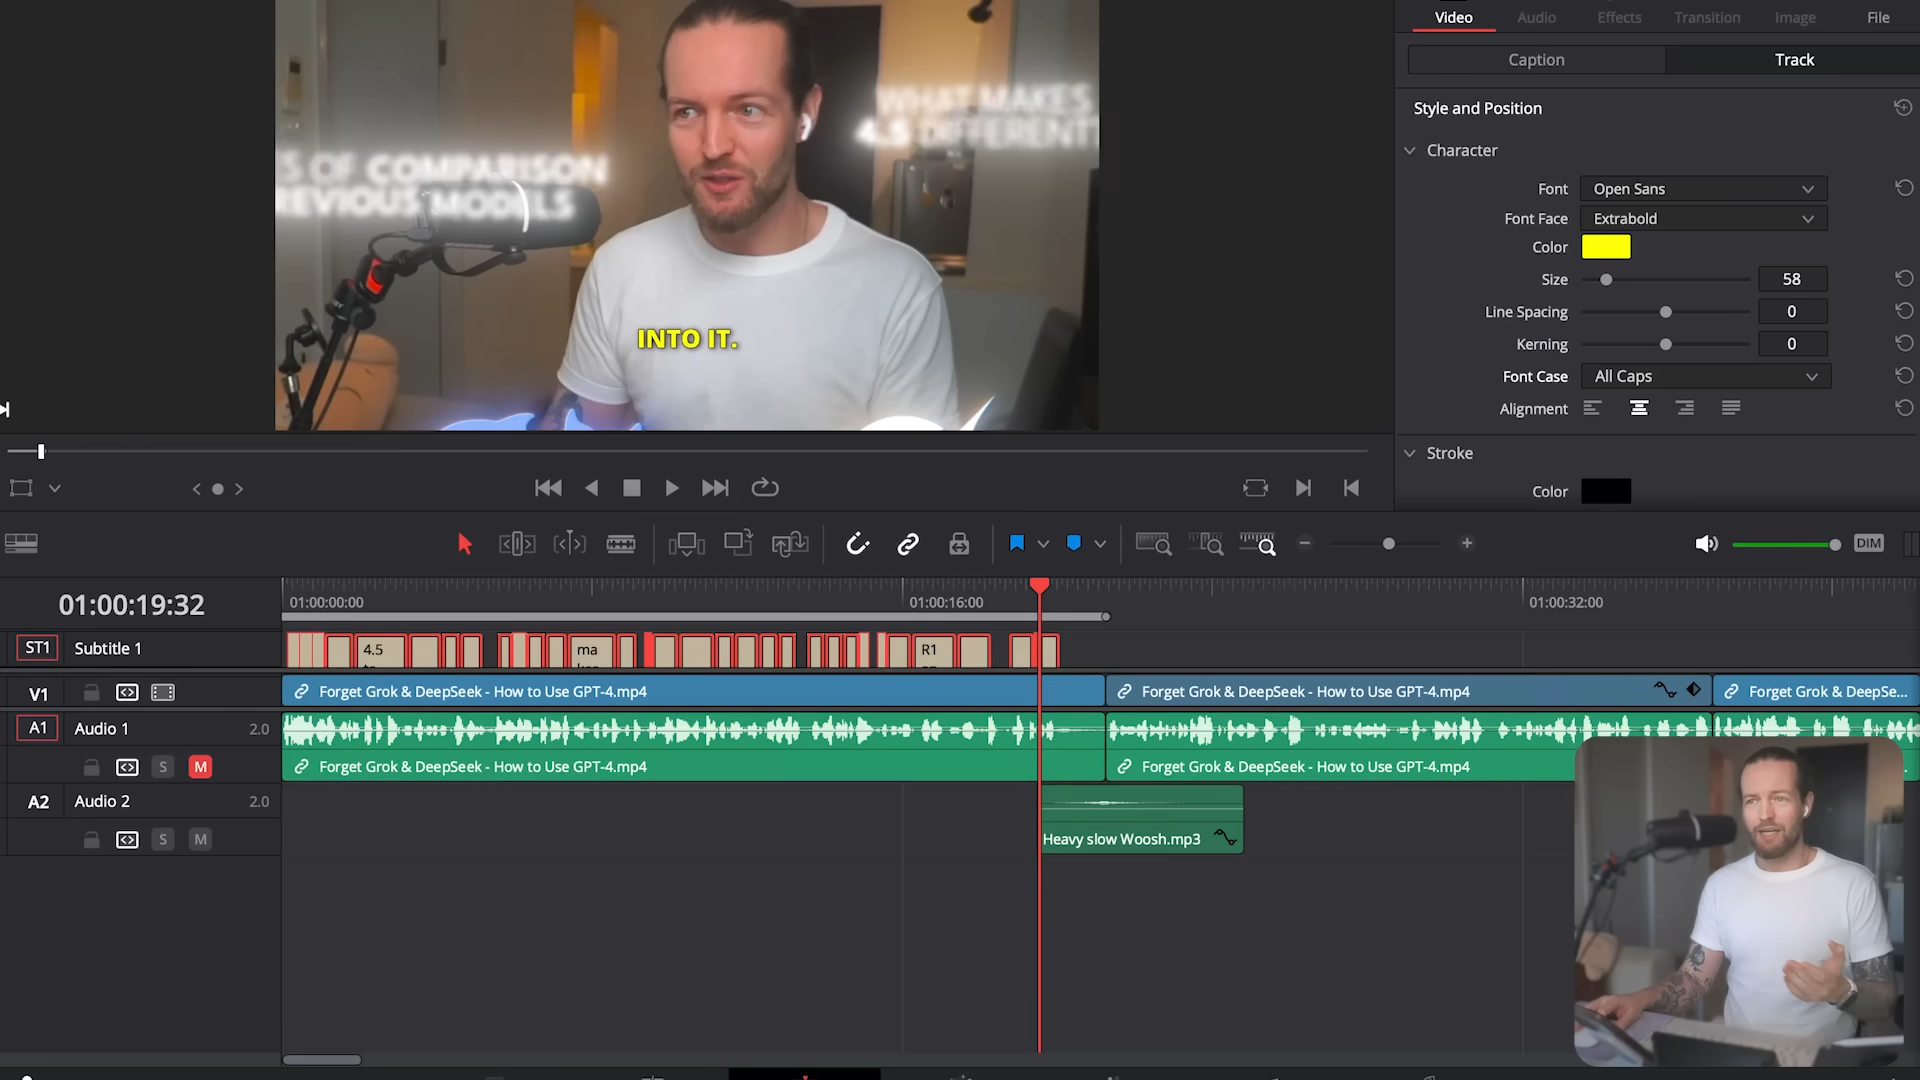 Video Audio Effects Transition Image File
Caption Track
Style and Position
Character
Font Open Sans
Font Face Extrabold
Color
Size 58
Line Spacing 0
Kerning 0
Font Case All Caps
Alignment
Stroke
Color
WHAT MAKES
4.5 DIFFERENT
S OF COMPARISON
REVIOUS MODELS
INTO IT.
DIM
01:00:19:32
01:00:00:00
01:00:16:00
01:00:32:00
ST1 Subtitle 1
4.5
ma
R1
V1
Forget Grok & DeepSeek - How to Use GPT-4.mp4
Forget Grok & DeepSeek - How to Use GPT-4.mp4
Forget Grok & DeepSe...
A1 Audio 1 2.0
S M
Forget Grok & DeepSeek - How to Use GPT-4.mp4
Forget Grok & DeepSeek - How to Use GPT-4.mp4
A2 Audio 2 2.0
S M
Heavy slow Woosh.mp3